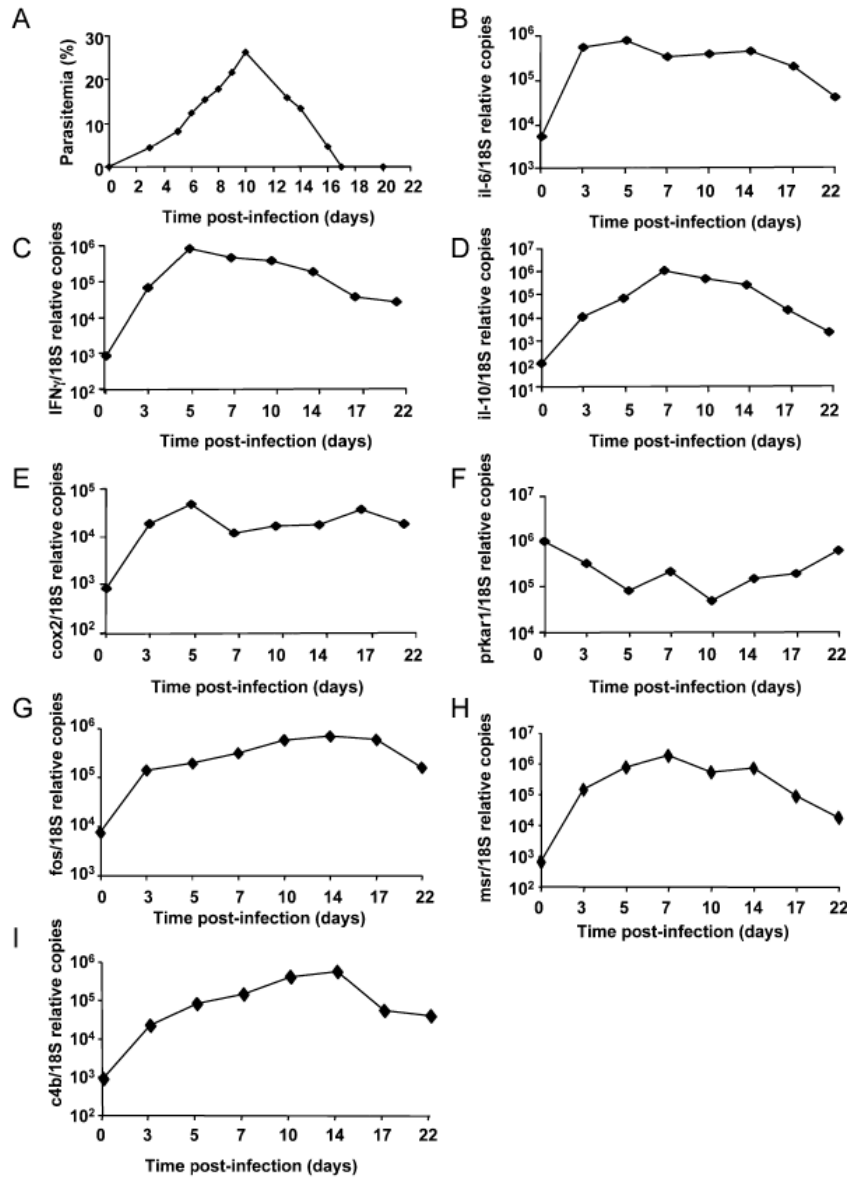 A
Parasitemia (%)
30
20
10
0
0 2 4 6 8 10 12 14 16 18 20 22
Time post-infection (days)
B
il-6/18S relative copies
10⁶
10⁵
10⁴
10³
0 3 5 7 10 14 17 22
Time post-infection (days)
C
IFNγ/18S relative copies
10⁶
10⁵
10⁴
10³
10²
0 3 5 7 10 14 17 22
Time post-infection (days)
D
il-10/18S relative copies
10⁷
10⁶
10⁵
10⁴
10³
10²
10¹
0 3 5 7 10 14 17 22
Time post-infection (days)
E
cox2/18S relative copies
10⁵
10⁴
10³
10²
0 3 5 7 10 14 17 22
Time post-infection (days)
F
prkar1/18S relative copies
10⁷
10⁶
10⁵
10⁴
0 3 5 7 10 14 17 22
Time post-infection (days)
G
fos/18S relative copies
10⁶
10⁵
10⁴
10³
0 3 5 7 10 14 17 22
Time post-infection (days)
H
msr/18S relative copies
10⁷
10⁶
10⁵
10⁴
10³
10²
0 3 5 7 10 14 17 22
Time post-infection (days)
I
c4b/18S relative copies
10⁶
10⁵
10⁴
10³
10²
0 3 5 7 10 14 17 22
Time post-infection (days)